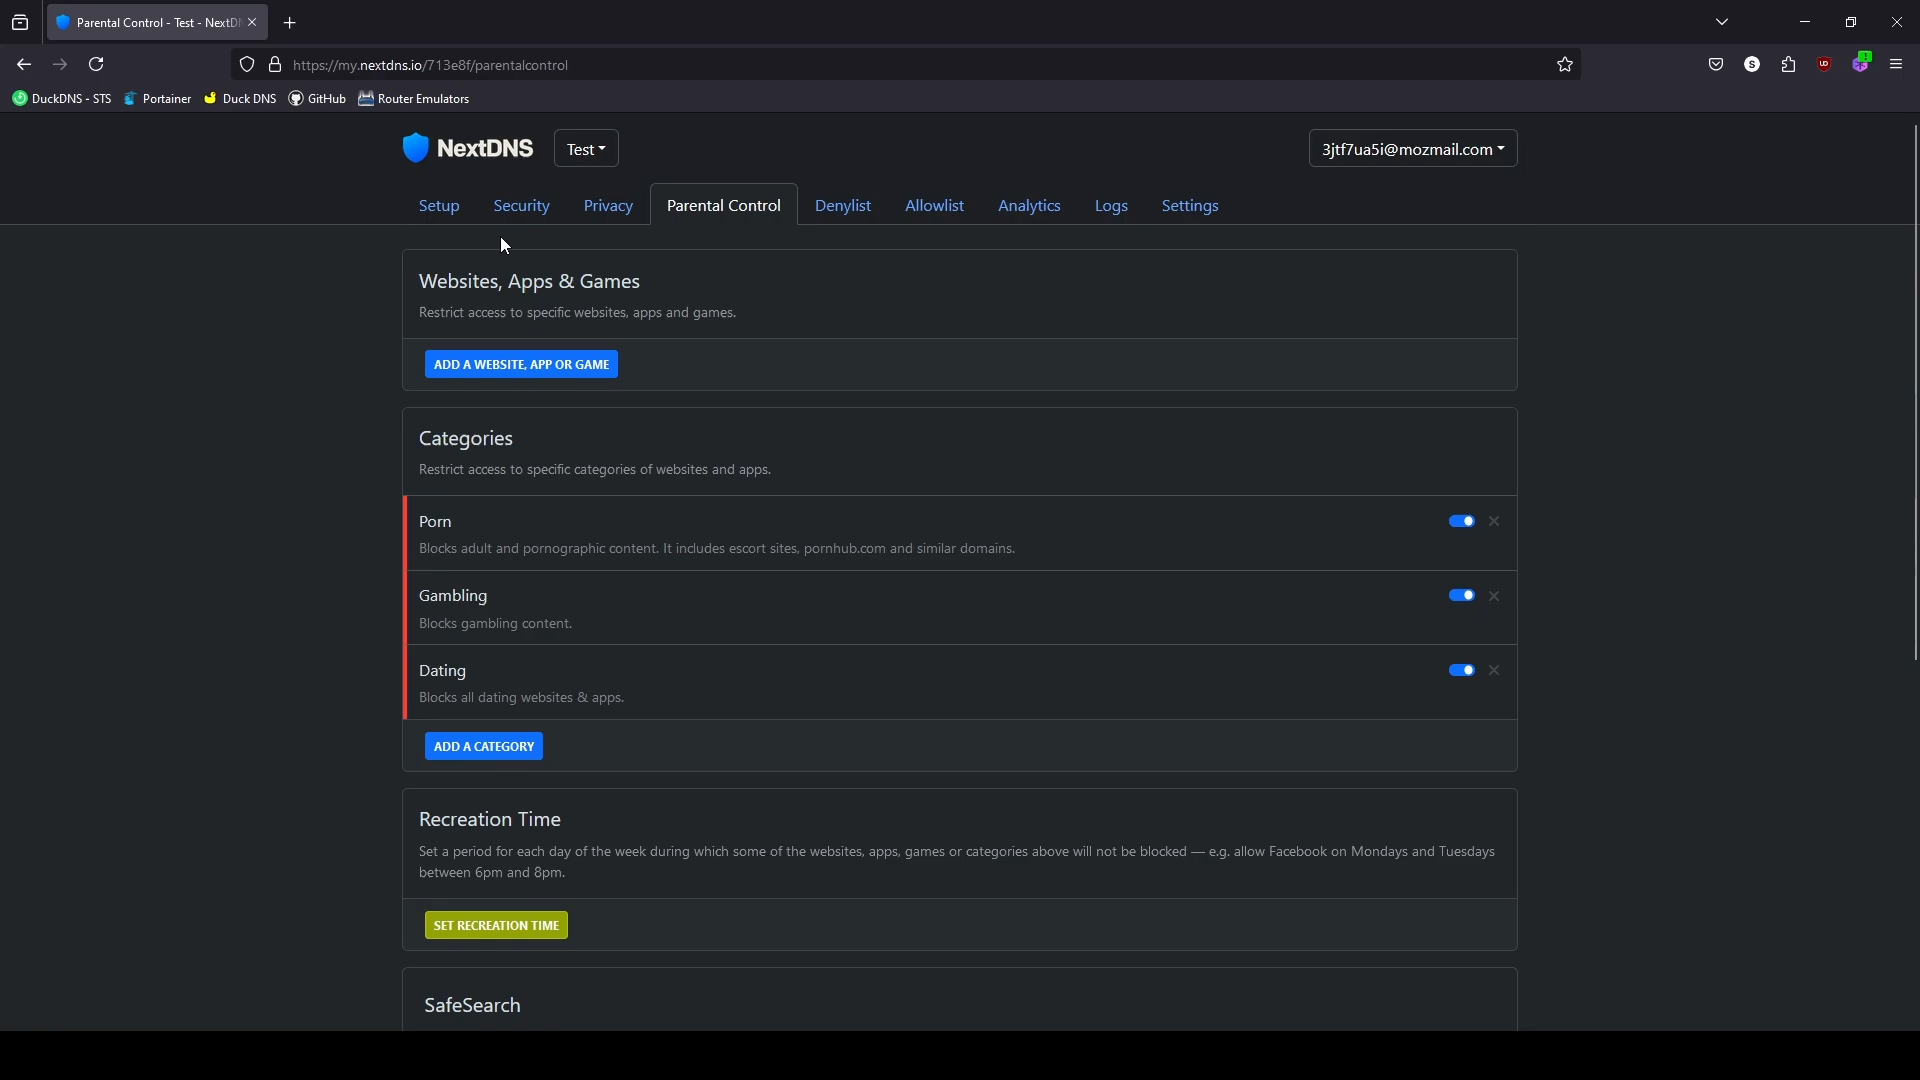 Parental Control - Test - NextD
https://my.nextdns.io/713e8f/parentalcontrol
S
DuckDNS - STS Portainer Duck DNS GitHub Router Emulators
NextDNS Test 3jtf7ua5i@mozmail.com
Setup Security Privacy Parental Control Denylist Allowlist Analytics Logs Settings
Websites, Apps & Games
Restrict access to specific websites, apps and games.
ADD A WEBSITE, APP OR GAME
Categories
Restrict access to specific categories of websites and apps.
Porn
Blocks adult and pornographic content. It includes escort sites, pornhub.com and similar domains.
Gambling
Blocks gambling content.
Dating
Blocks all dating websites & apps.
ADD A CATEGORY
Recreation Time
Set a period for each day of the week during which some of the websites, apps, games or categories above will not be blocked — e.g. allow Facebook on Mondays and Tuesdays
between 6pm and 8pm.
SET RECREATION TIME
SafeSearch